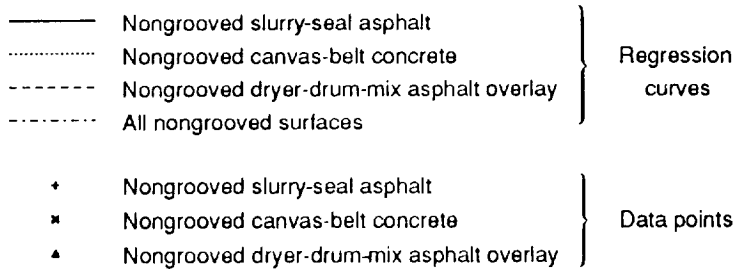 Nongrooved slurry-seal asphalt
Nongrooved canvas-belt concrete
Nongrooved dryer-drum-mix asphalt overlay
All nongrooved surfaces
Regression
curves
Nongrooved slurry-seal asphalt
Nongrooved canvas-belt concrete
Nongrooved dryer-drum-mix asphalt overlay
Data points